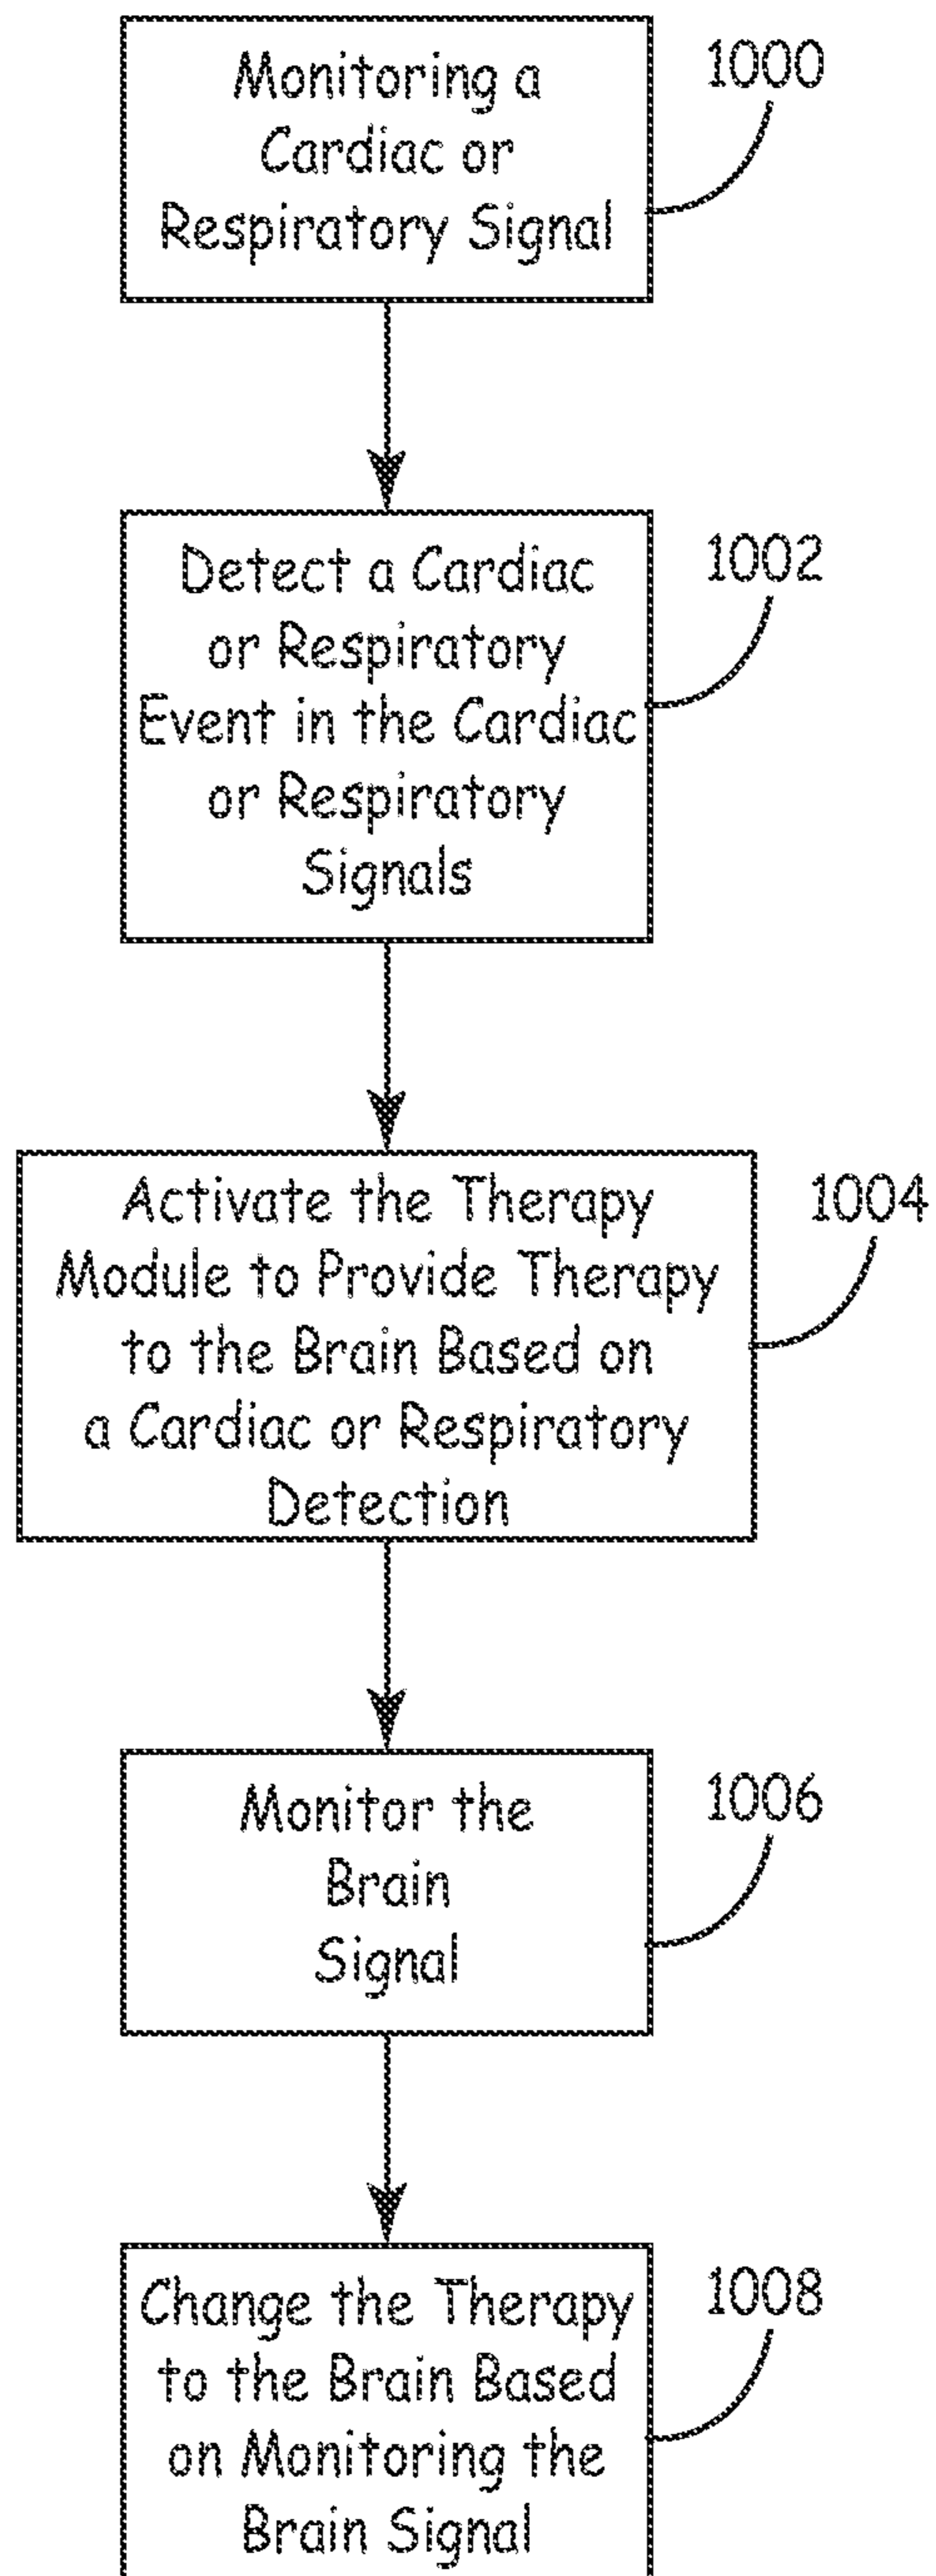 Monitoring a
Cardiac or
Respiratory Signal
1000
Detect a Cardiac
or Respiratory
Event in the Cardiac
or Respiratory
Signals
1002
Activate the Therapy
Module to Provide Therapy
to the Brain Based on
a Cardiac or Respiratory
Detection
1004
Monitor the
Brain
Signal
1006
Change the Therapy
to the Brain Based
on Monitoring the
Brain Signal
1008